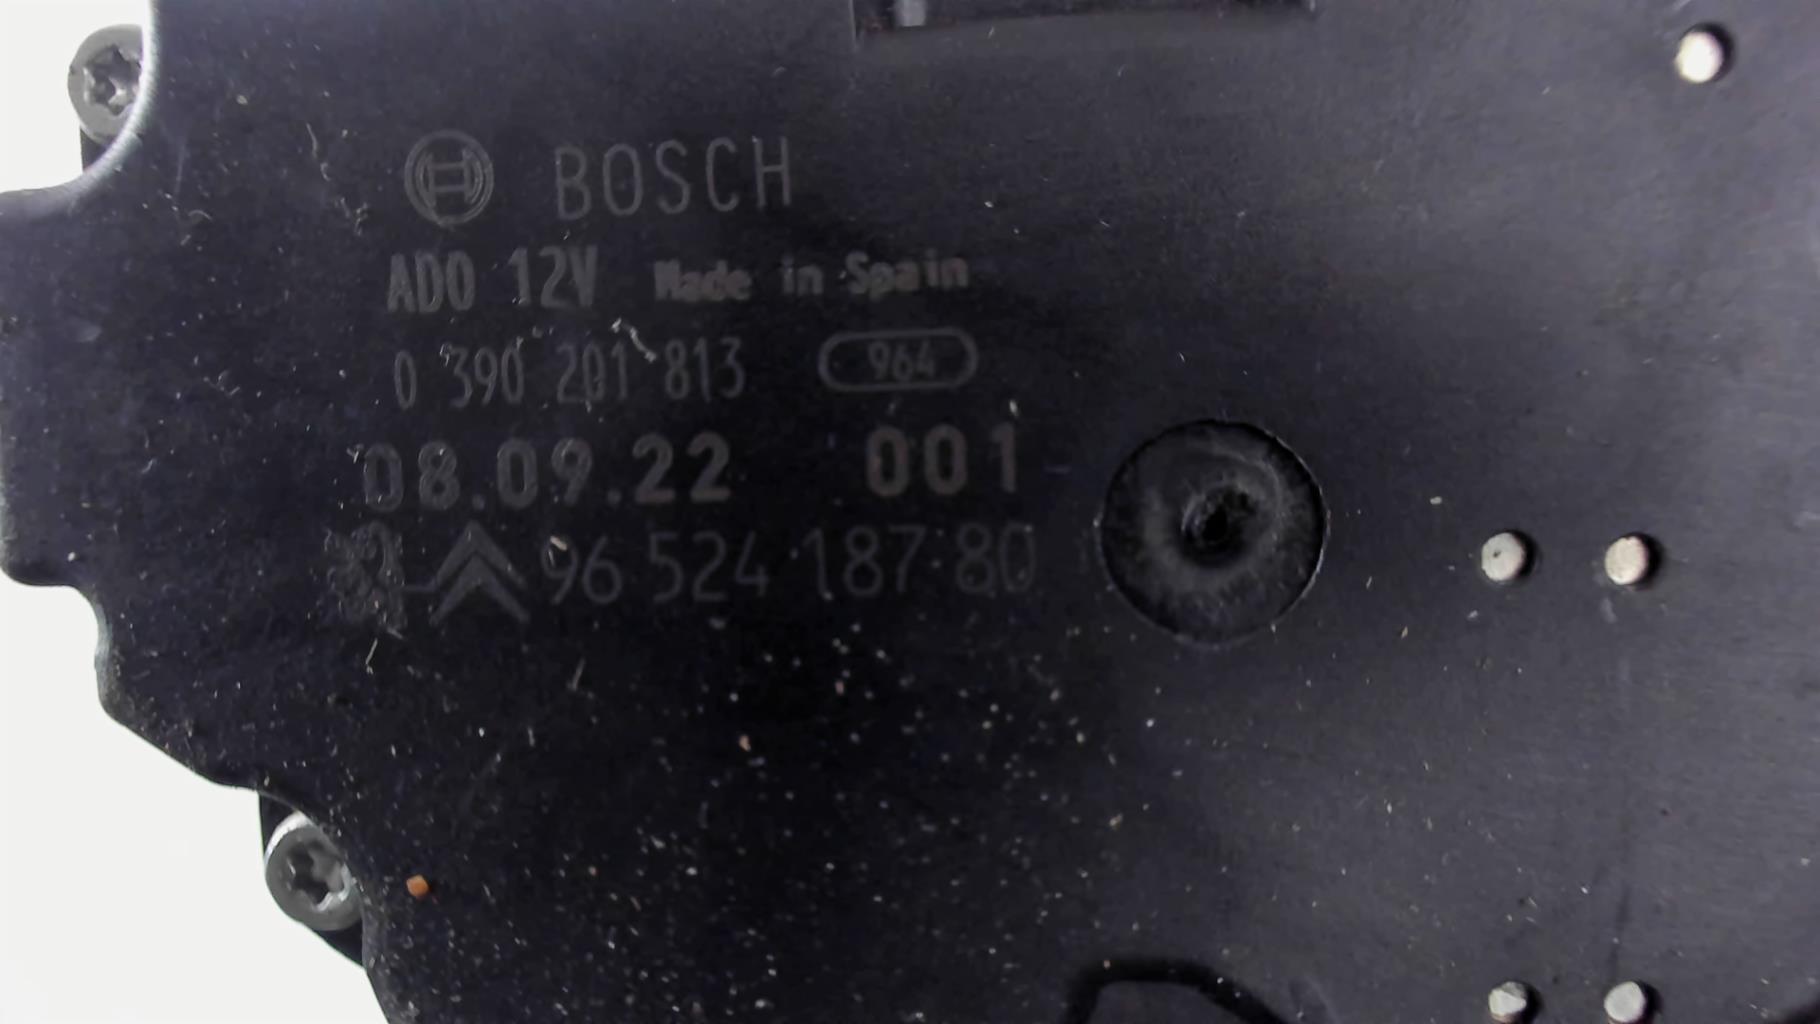 BOSCH
ADO 12V Made in Spain
0 390 201 813 964
08.09.22 001
96 524 187 80